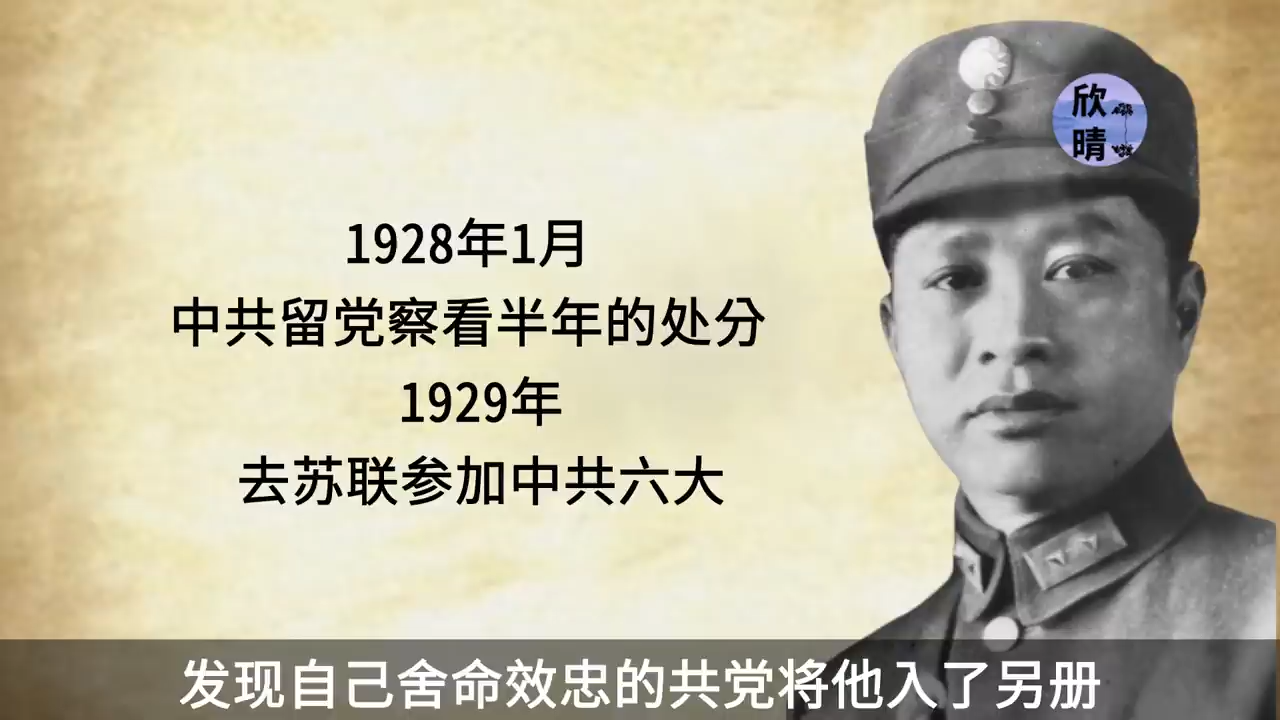 欣
晴
1928年1月
中共留党察看半年的处分
1929年
去苏联参加中共六大
发现自己舍命效忠的共党将他入了另册